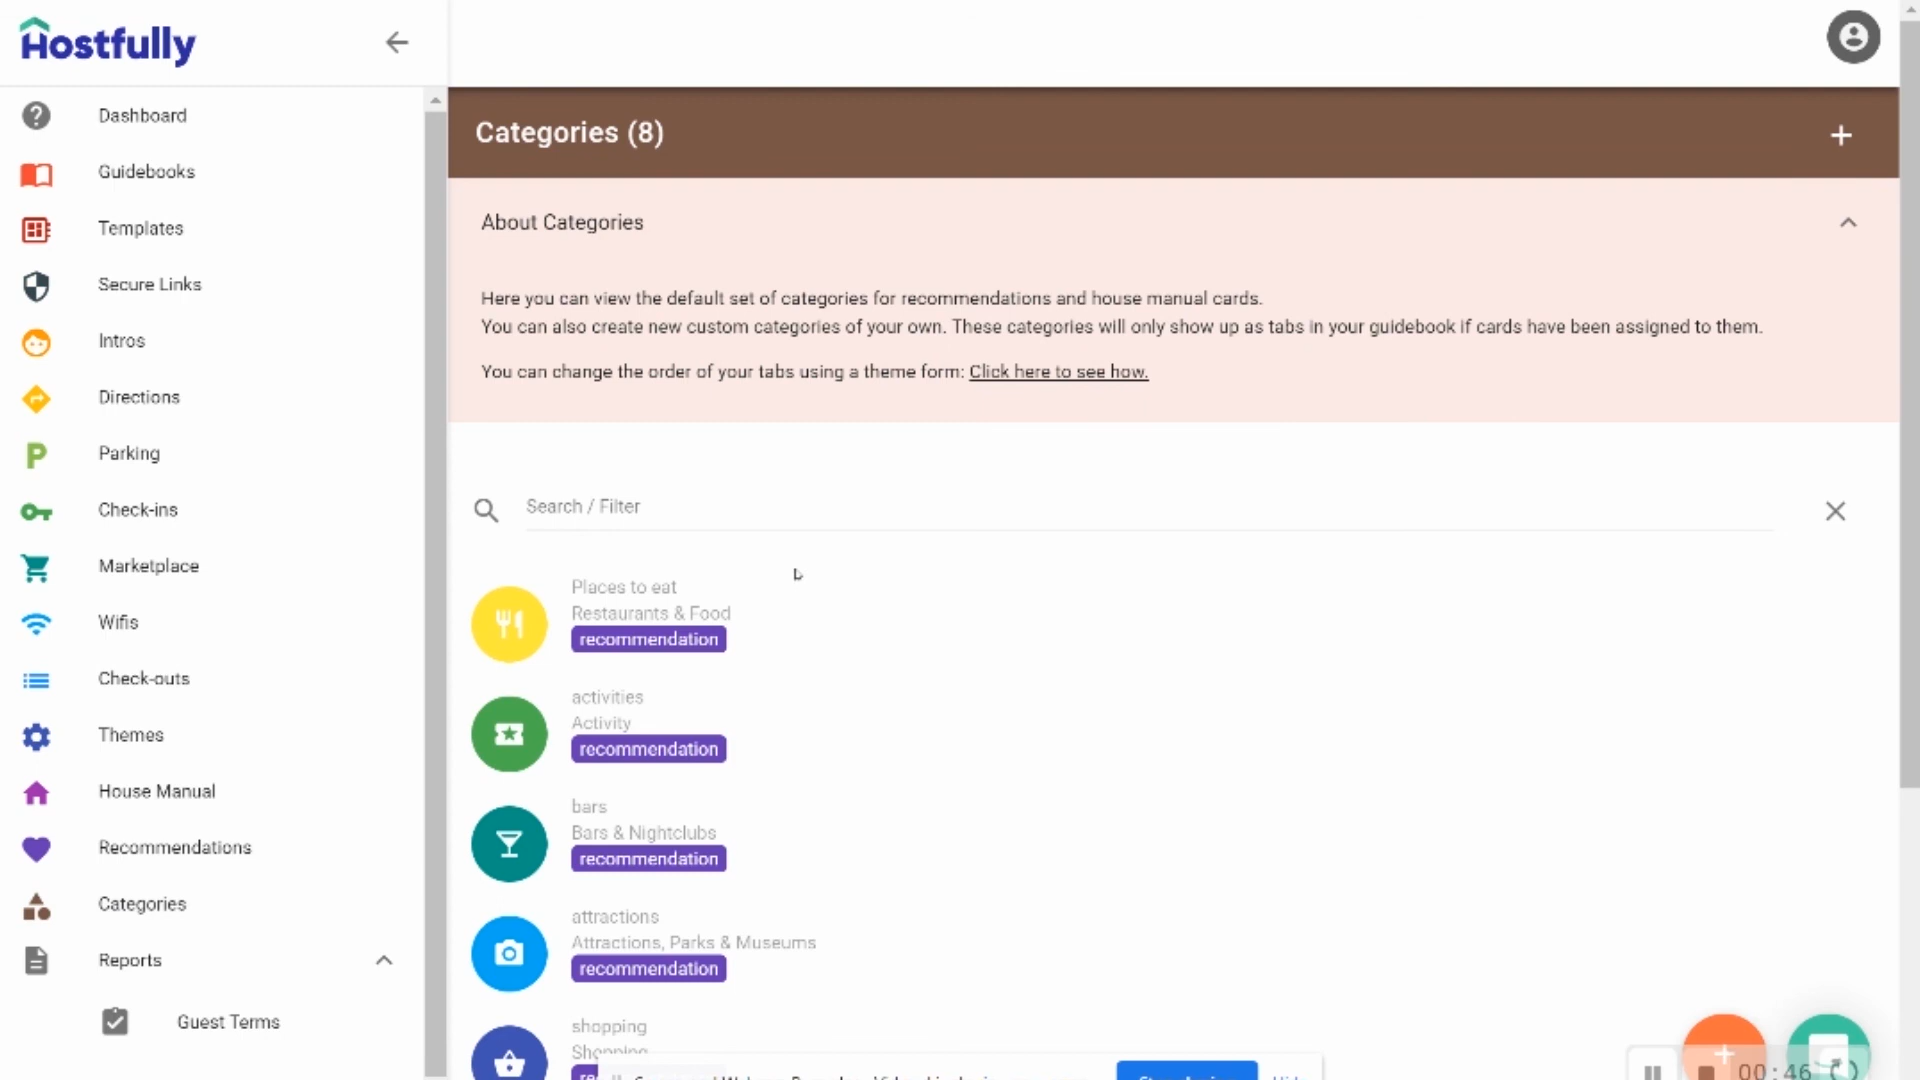 Hostfully
Dashboard
Guidebooks
Templates
Secure Links
Intros
Directions
Parking
Check-ins
Marketplace
Wifis
Check-outs
Themes
House Manual
Recommendations
Categories
Reports
Guest Terms
Categories (8)
About Categories
Here you can view the default set of categories for recommendations and house manual cards.
You can also create new custom categories of your own. These categories will only show up as tabs in your guidebook if cards have been assigned to them.
You can change the order of your tabs using a theme form: Click here to see how.
Search / Filter
Places to eat
Restaurants & Food
recommendation
activities
Activity
recommendation
bars
Bars & Nightclubs
recommendation
attractions
Attractions, Parks & Museums
recommendation
shopping
Shopping
00:46